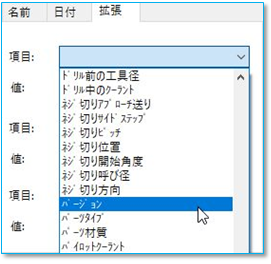 名前 日付 拡張
項目:
値:
項目:
値:
項目:
値:
ﾄﾞﾘﾙ前の工具径
ﾄﾞﾘﾙ中のｸｰﾗﾝﾄ
ﾈｼﾞ切りｱﾌﾟﾛｰﾁ送り
ﾈｼﾞ切りｻｲﾄﾞｽﾃｯﾌﾟ
ﾈｼﾞ切りﾋﾟｯﾁ
ﾈｼﾞ切り位置
ﾈｼﾞ切り開始角度
ﾈｼﾞ切り呼び径
ﾈｼﾞ切り方向
ﾊﾞｰｼﾞｮﾝ
ﾊﾟｰﾂﾀｲﾌﾟ
ﾊﾟｰﾂ材質
ﾊﾟｲﾛｯﾄｸｰﾗﾝﾄ